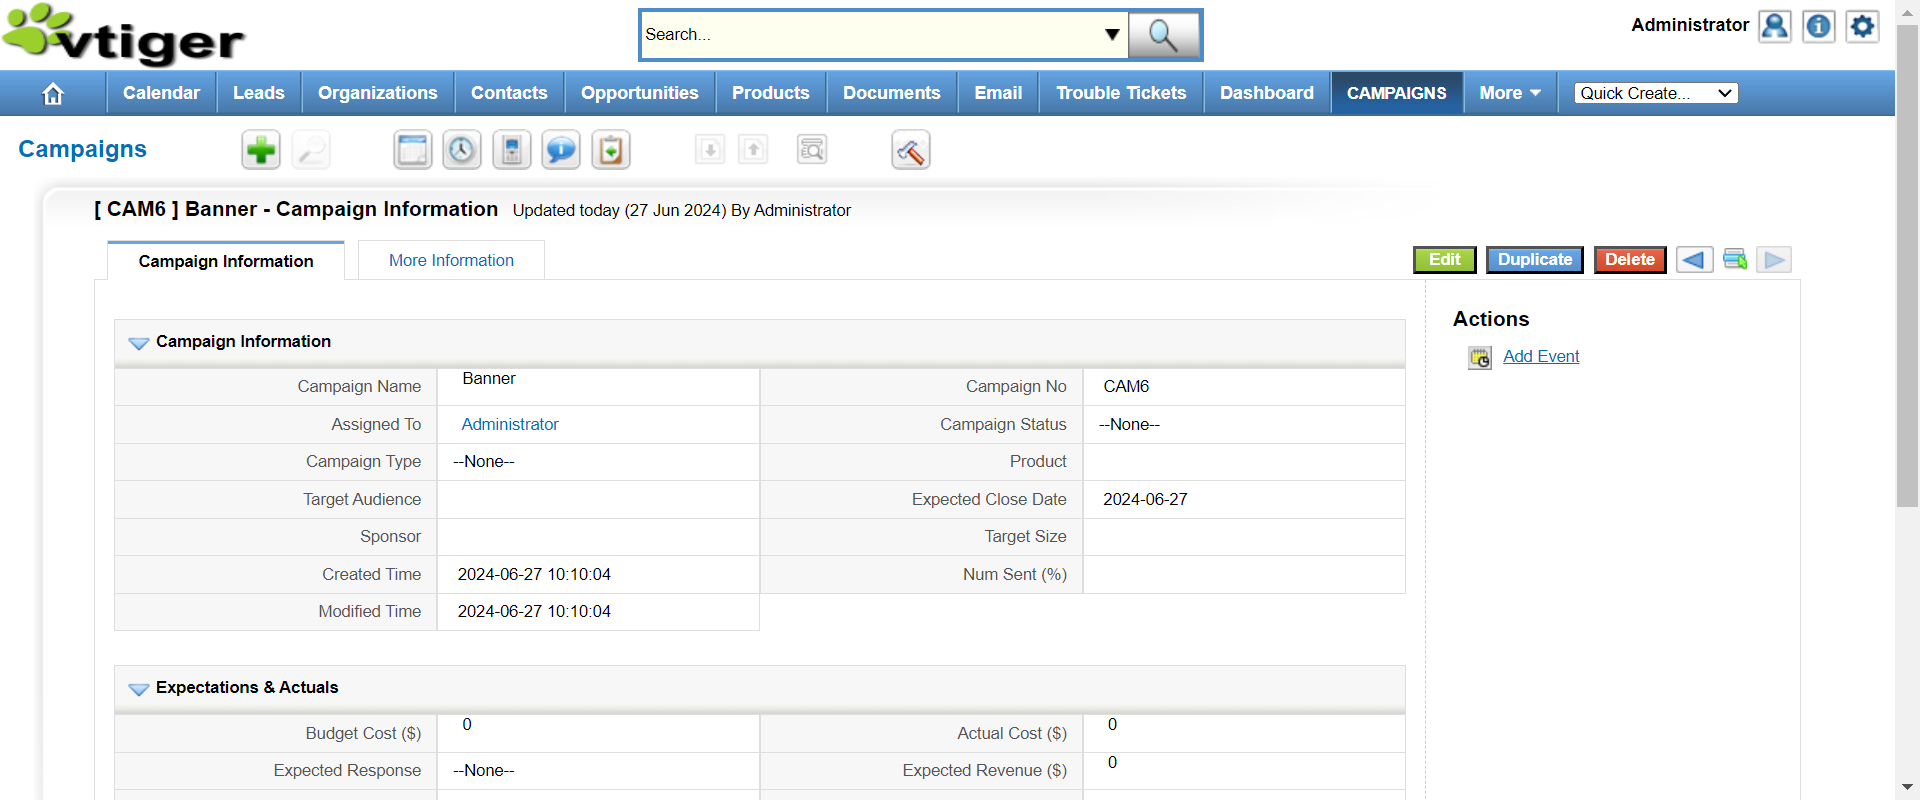 vtiger
Search...
Administrator
Calendar Leads Organizations Contacts Opportunities Products Documents Email Trouble Tickets Dashboard CAMPAIGNS More Quick Create...
Campaigns
[ CAM6 ] Banner - Campaign Information Updated today (27 Jun 2024) By Administrator
Campaign Information More Information
Edit Duplicate Delete
Actions
Add Event
Campaign Information
Campaign Name Banner Campaign No CAM6
Assigned To Administrator Campaign Status --None--
Campaign Type --None-- Product
Target Audience Expected Close Date 2024-06-27
Sponsor Target Size
Created Time 2024-06-27 10:10:04 Num Sent (%)
Modified Time 2024-06-27 10:10:04
Expectations & Actuals
Budget Cost ($) 0 Actual Cost ($) 0
Expected Response --None-- Expected Revenue ($) 0